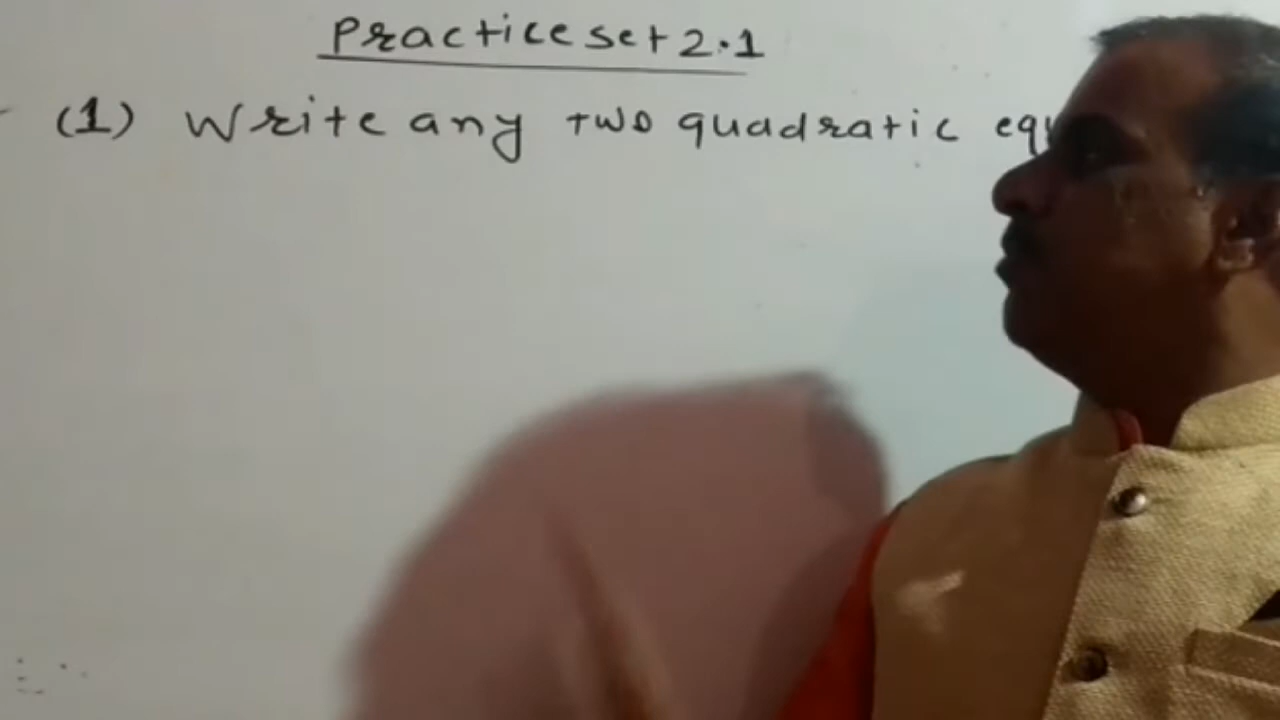 Practice set 2.1
(1) Write any two quadratic